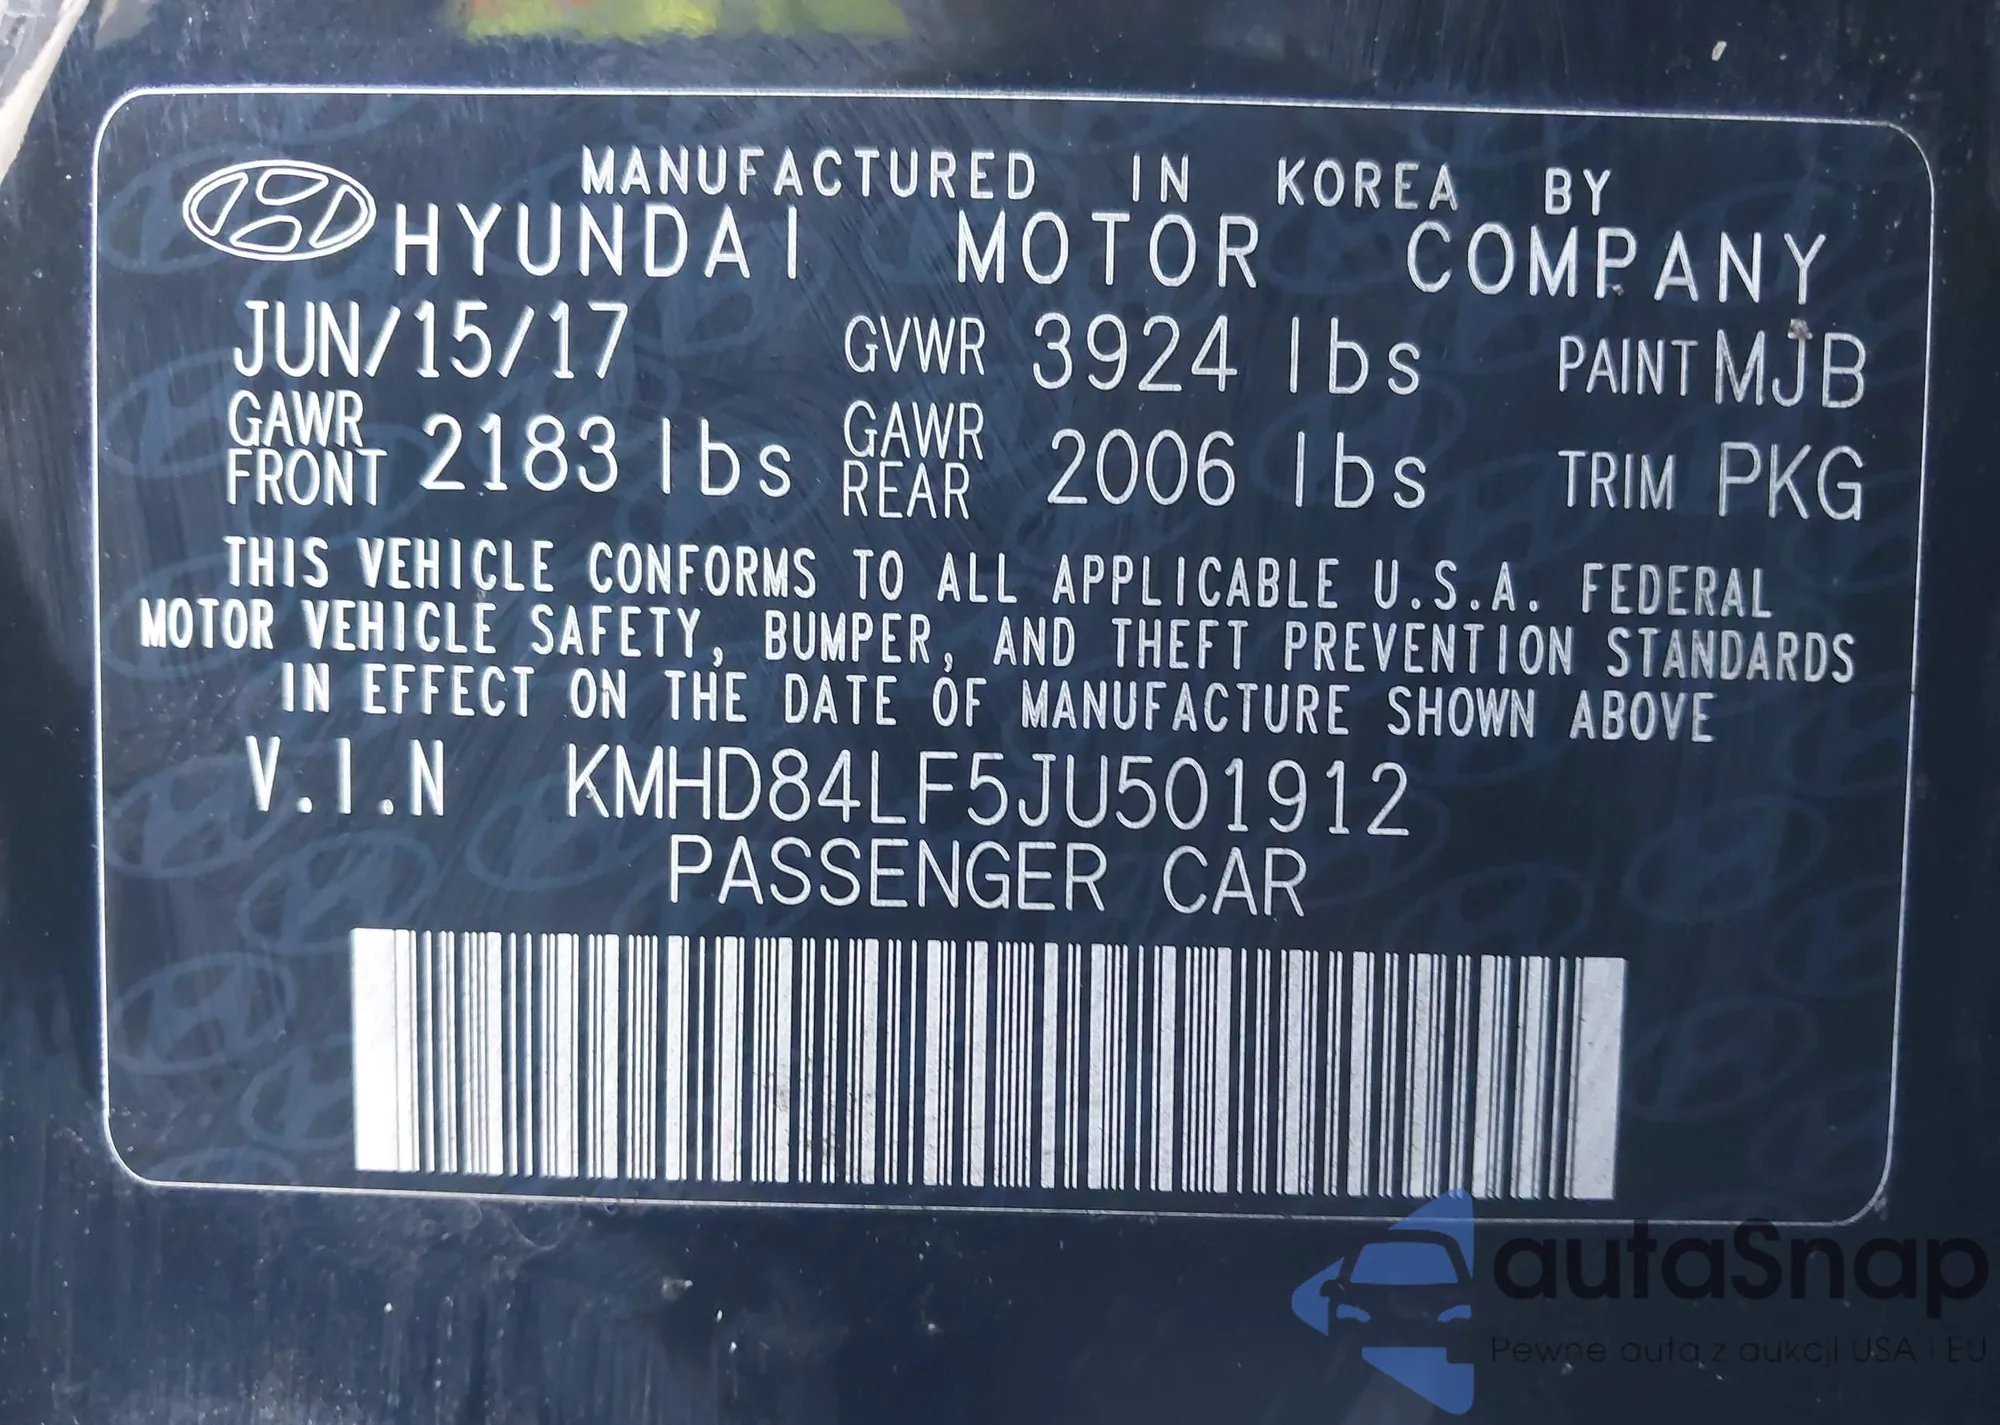 MANUFACTURED IN KOREA BY
HYUNDAI MOTOR COMPANY
JUN/15/17 GVWR 3924 lbs PAINT MJB
GAWR FRONT 2183 lbs GAWR REAR 2006 lbs TRIM PKG
THIS VEHICLE CONFORMS TO ALL APPLICABLE U.S.A. FEDERAL
MOTOR VEHICLE SAFETY, BUMPER, AND THEFT PREVENTION STANDARDS
IN EFFECT ON THE DATE OF MANUFACTURE SHOWN ABOVE
V.I.N KMHD84LF5JU501912
PASSENGER CAR
autaSnap
Pewne auta z aukcji USA i EU